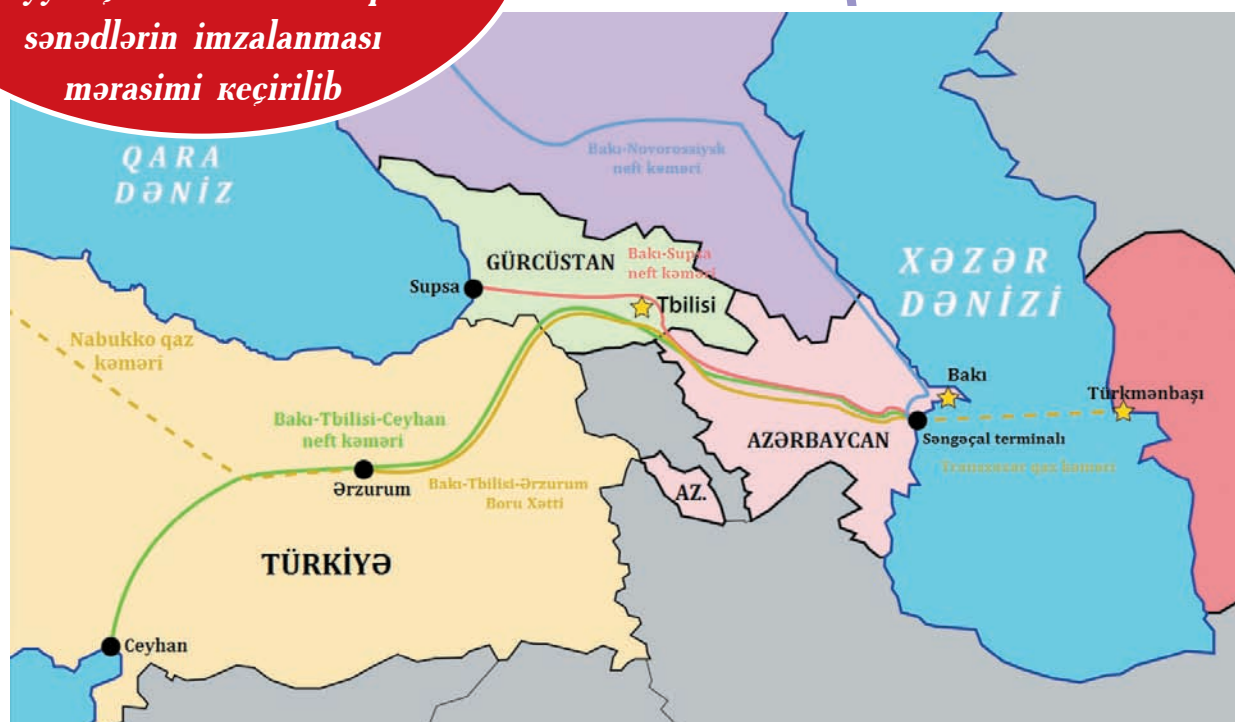 sənədlərin imzalanması
mərasimi keçirilib
QARA
DƏNİZ
Bakı-Novorossiysk
neft kəməri
GÜRCÜSTAN
Bakı-Supsa
neft kəməri
Supsa
Tbilisi
XƏZƏR
DƏNİZİ
Nabukko qaz
kəməri
Bakı
Türkmənbaşı
Bakı-Tbilisi-Ceyhan
neft kəməri
AZƏRBAYCAN
Səngəçal terminalı
Transxəzər qaz kəməri
Ərzurum
Bakı-Tbilisi-Ərzurum
Boru Xətti
AZ.
TÜRKİYƏ
Ceyhan